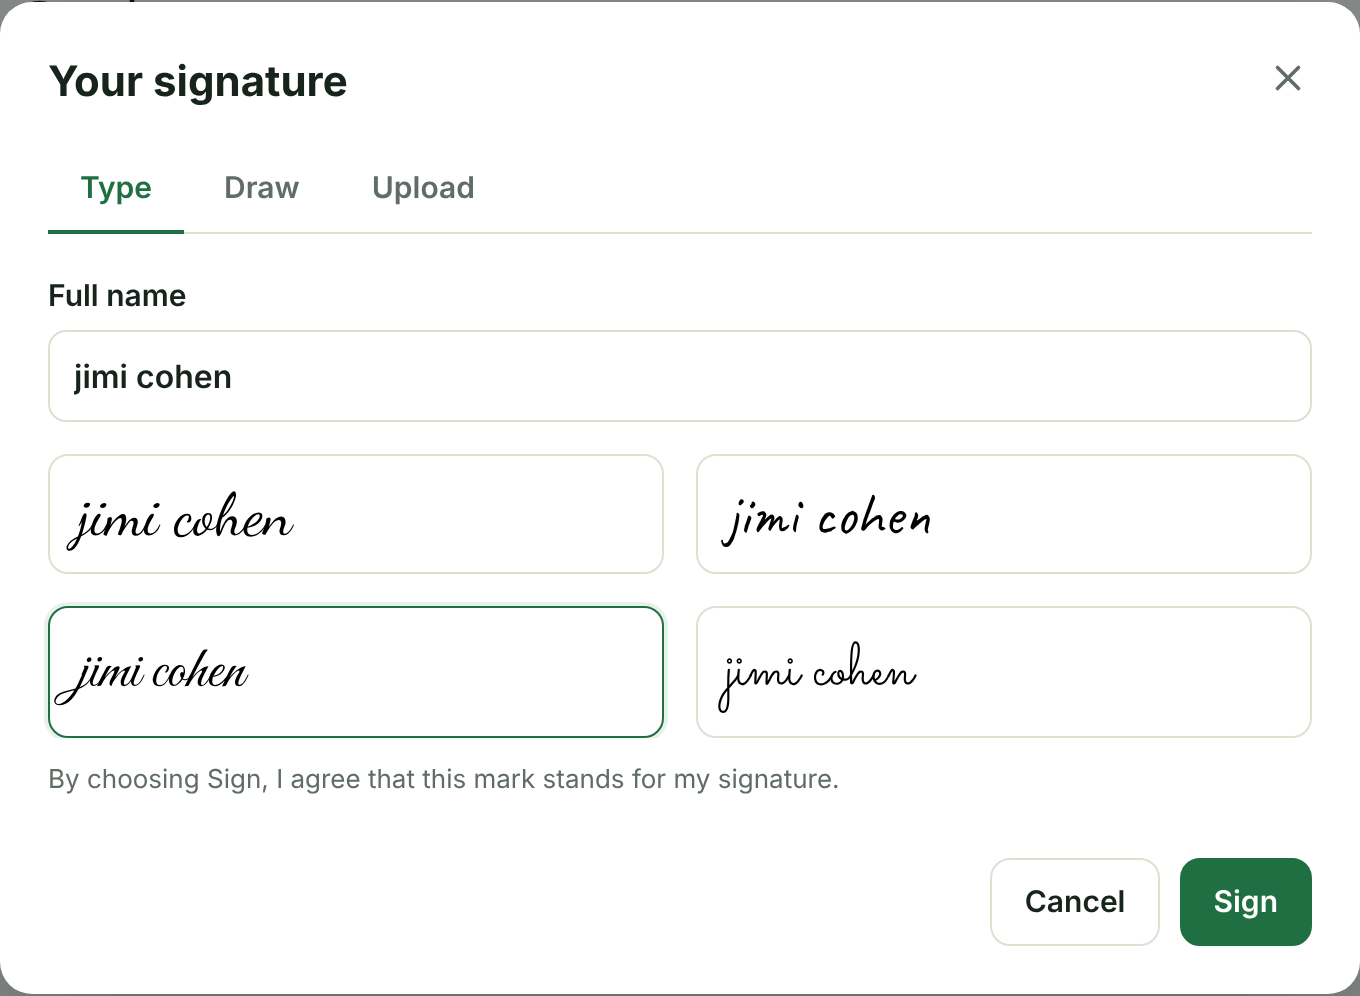 Your signature
Type Draw Upload
Full name
jimi cohen
jimi cohen jimi cohen
jimi cohen jimi cohen
By choosing Sign, I agree that this mark stands for my signature.
Cancel Sign